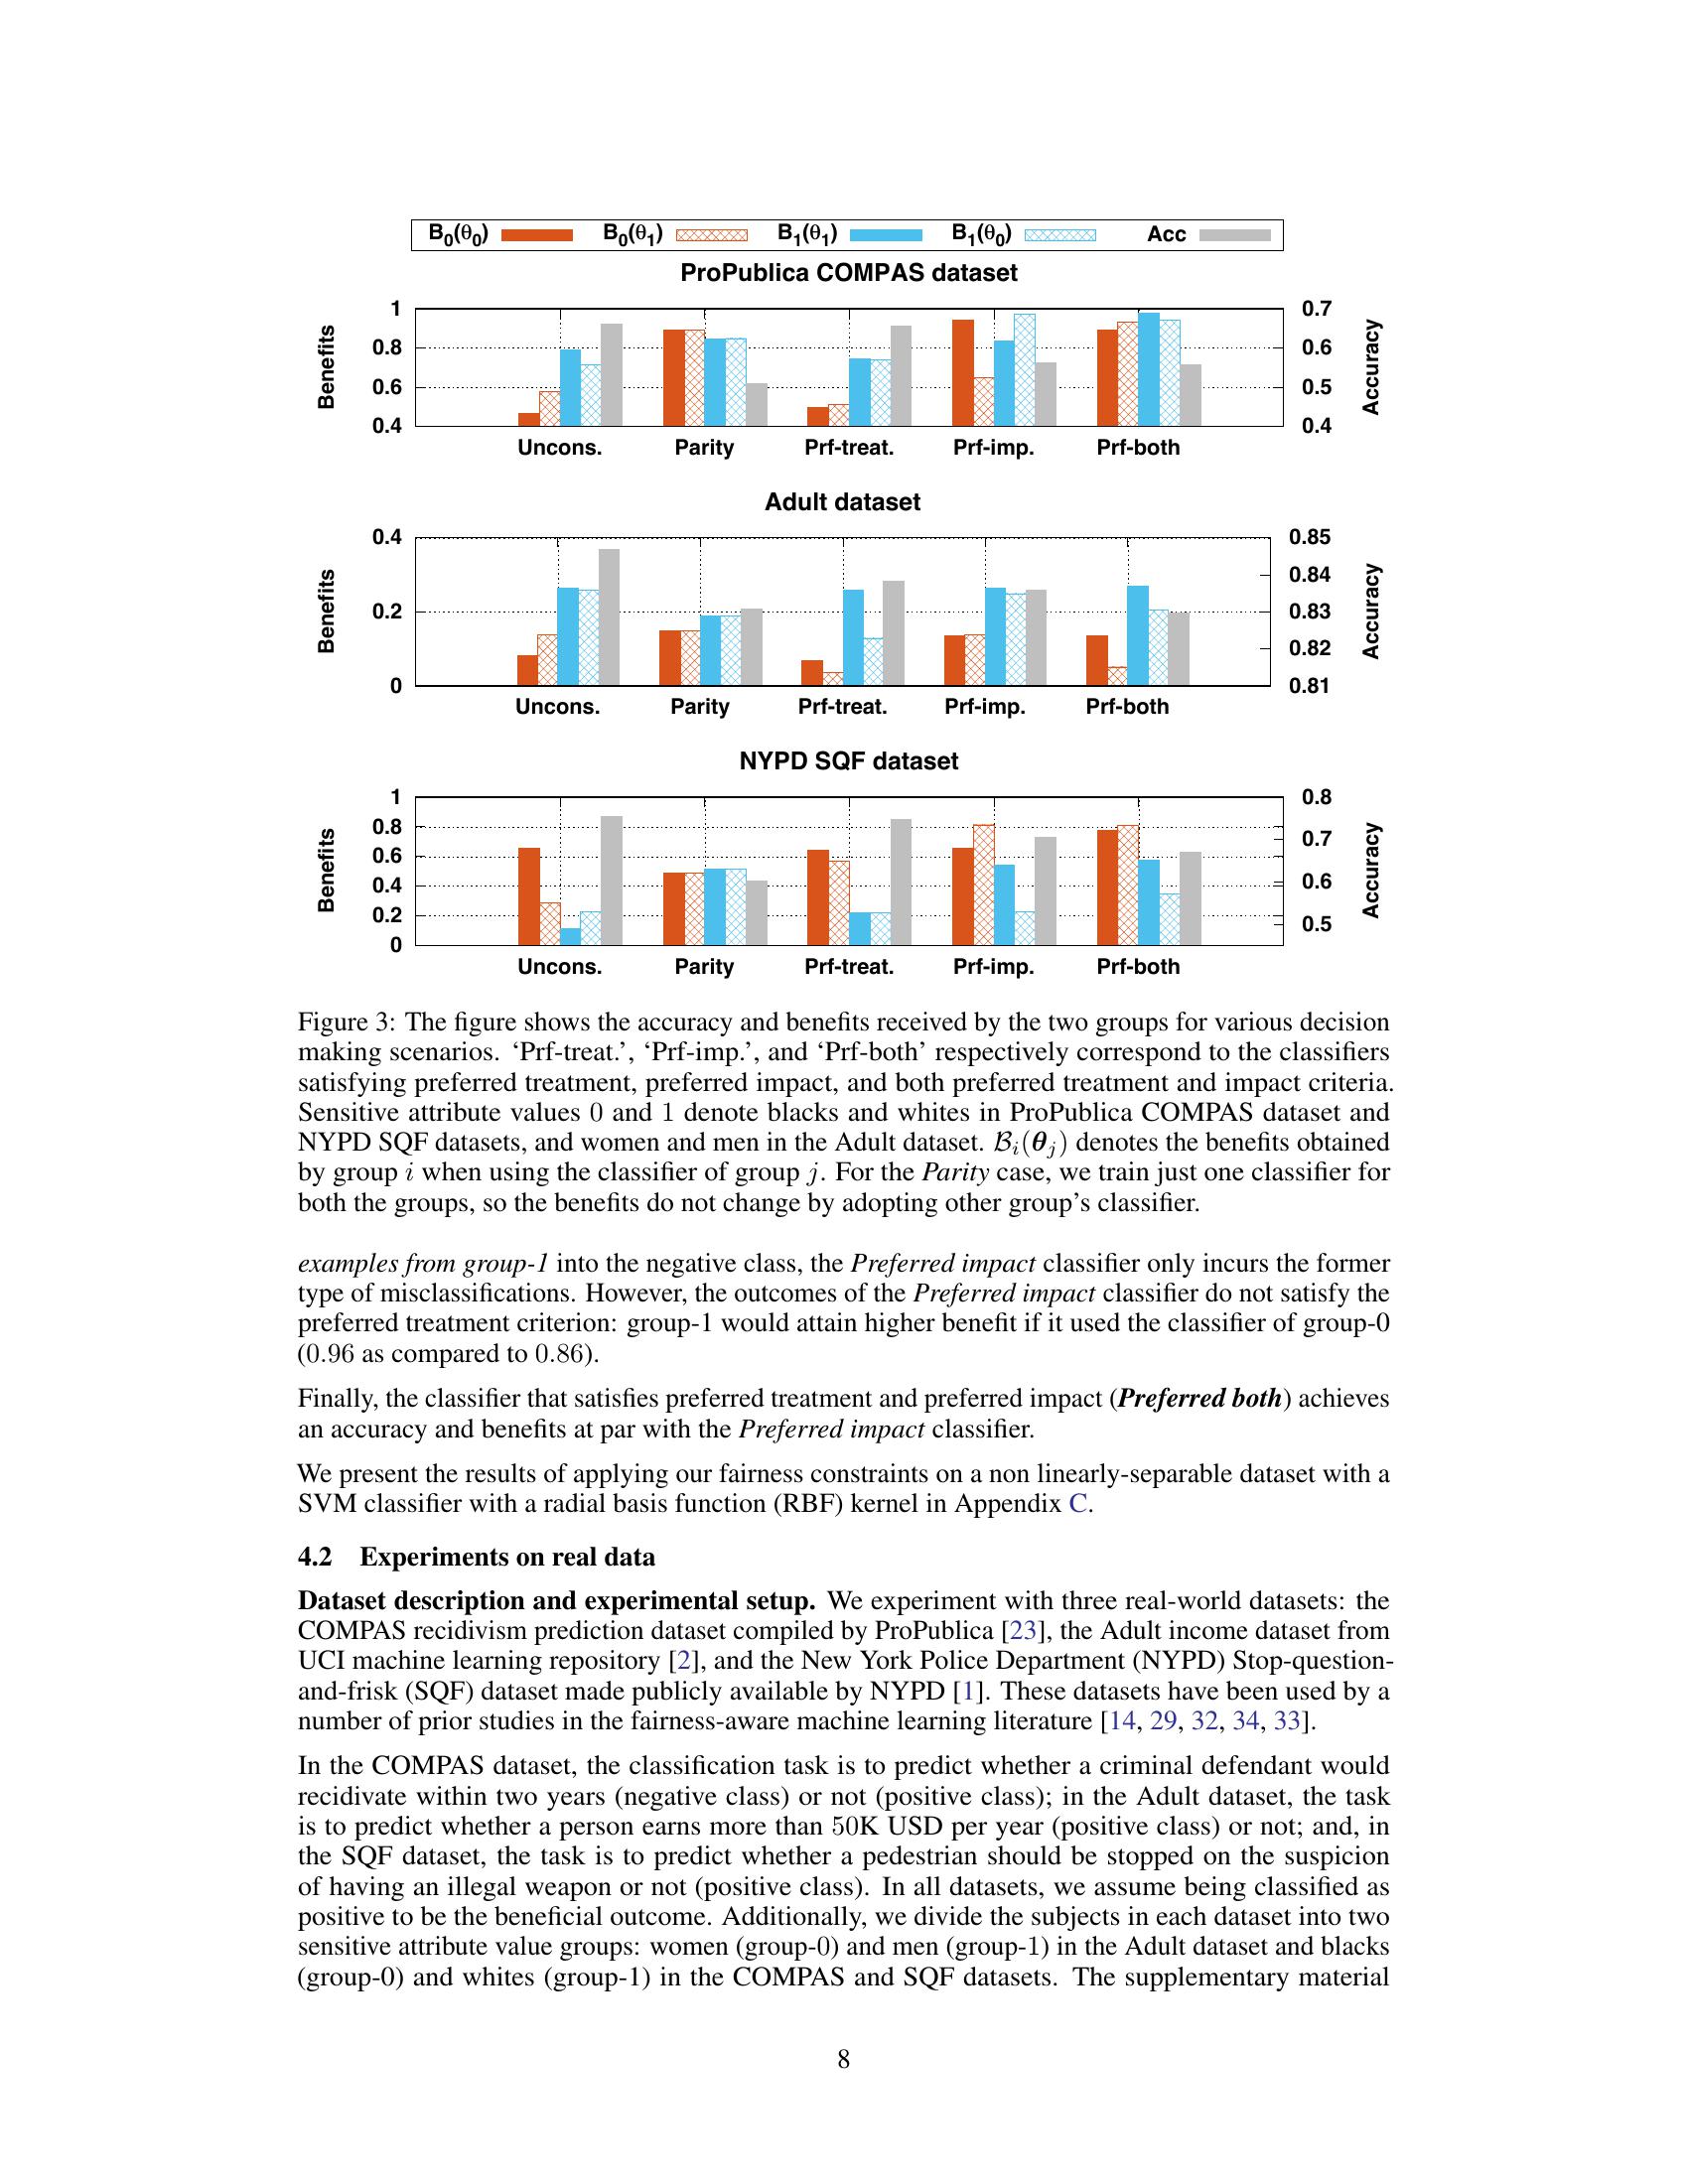 B0(θ0) B0(θ1) B1(θ1) B1(θ0) Acc
ProPublica COMPAS dataset
Benefits
1
0.8
0.6
0.4
0.7
0.6
0.5
0.4
Accuracy
Uncons. Parity Prf-treat. Prf-imp. Prf-both
Adult dataset
Benefits
0.4
0.2
0
0.85
0.84
0.83
0.82
0.81
Accuracy
Uncons. Parity Prf-treat. Prf-imp. Prf-both
NYPD SQF dataset
Benefits
1
0.8
0.6
0.4
0.2
0
0.8
0.7
0.6
0.5
Accuracy
Uncons. Parity Prf-treat. Prf-imp. Prf-both
Figure 3: The figure shows the accuracy and benefits received by the two groups for various decision
making scenarios. ‘Prf-treat.’, ‘Prf-imp.’, and ‘Prf-both’ respectively correspond to the classifiers
satisfying preferred treatment, preferred impact, and both preferred treatment and impact criteria.
Sensitive attribute values 0 and 1 denote blacks and whites in ProPublica COMPAS dataset and
NYPD SQF datasets, and women and men in the Adult dataset. Bi(θj) denotes the benefits obtained
by group i when using the classifier of group j. For the Parity case, we train just one classifier for
both the groups, so the benefits do not change by adopting other group’s classifier.
examples from group-1 into the negative class, the Preferred impact classifier only incurs the former
type of misclassifications. However, the outcomes of the Preferred impact classifier do not satisfy the
preferred treatment criterion: group-1 would attain higher benefit if it used the classifier of group-0
(0.96 as compared to 0.86).
Finally, the classifier that satisfies preferred treatment and preferred impact (Preferred both) achieves
an accuracy and benefits at par with the Preferred impact classifier.
We present the results of applying our fairness constraints on a non linearly-separable dataset with a
SVM classifier with a radial basis function (RBF) kernel in Appendix C.
4.2 Experiments on real data
Dataset description and experimental setup. We experiment with three real-world datasets: the
COMPAS recidivism prediction dataset compiled by ProPublica [23], the Adult income dataset from
UCI machine learning repository [2], and the New York Police Department (NYPD) Stop-question-
and-frisk (SQF) dataset made publicly available by NYPD [1]. These datasets have been used by a
number of prior studies in the fairness-aware machine learning literature [14, 29, 32, 34, 33].
In the COMPAS dataset, the classification task is to predict whether a criminal defendant would
recidivate within two years (negative class) or not (positive class); in the Adult dataset, the task
is to predict whether a person earns more than 50K USD per year (positive class) or not; and, in
the SQF dataset, the task is to predict whether a pedestrian should be stopped on the suspicion
of having an illegal weapon or not (positive class). In all datasets, we assume being classified as
positive to be the beneficial outcome. Additionally, we divide the subjects in each dataset into two
sensitive attribute value groups: women (group-0) and men (group-1) in the Adult dataset and blacks
(group-0) and whites (group-1) in the COMPAS and SQF datasets. The supplementary material
8